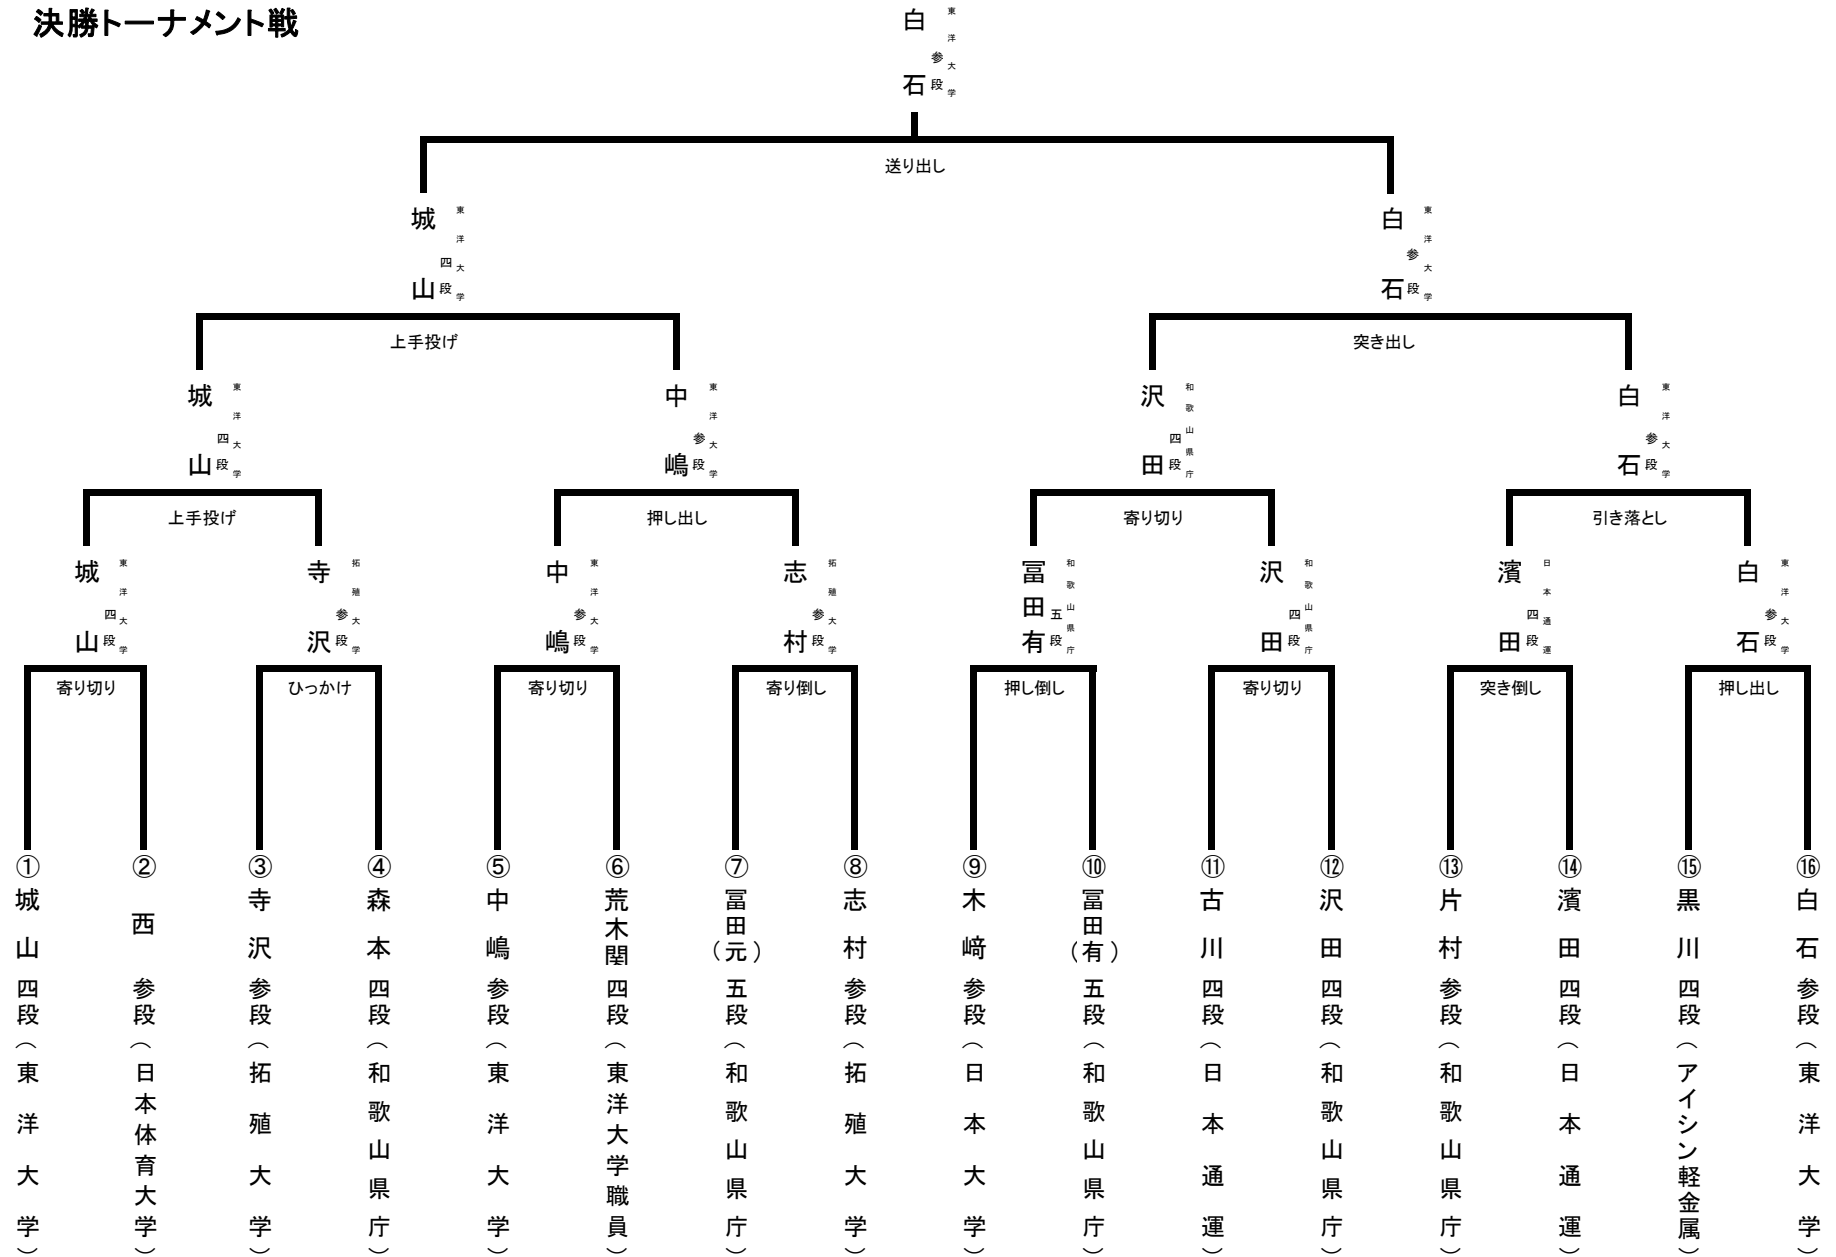 決勝トーナメント戦
白石 参段 東洋大学
送り出し
城山 四段 東洋大学
白石 参段 東洋大学
上手投げ
突き出し
城山 四段 東洋大学
中嶋 参段 東洋大学
沢田 四段 和歌山県庁
白石 参段 東洋大学
上手投げ
押し出し
寄り切り
引き落とし
城山 四段 東洋大学
寺沢 参段 拓殖大学
中嶋 参段 東洋大学
志村 参段 拓殖大学
冨田有 五段 和歌山県庁
沢田 四段 和歌山県庁
濱田 四段 日本通運
白石 参段 東洋大学
寄り切り
ひっかけ
寄り切り
寄り倒し
押し倒し
寄り切り
突き倒し
押し出し
①城山 四段（東洋大学）
②西 参段（日本体育大学）
③寺沢 参段（拓殖大学）
④森本 四段（和歌山県庁）
⑤中嶋 参段（東洋大学）
⑥荒木関 四段（東洋大学職員）
⑦冨田（元） 五段（和歌山県庁）
⑧志村 参段（拓殖大学）
⑨木﨑 参段（日本大学）
⑩冨田（有） 五段（和歌山県庁）
⑪古川 四段（日本通運）
⑫沢田 四段（和歌山県庁）
⑬片村 参段（和歌山県庁）
⑭濱田 四段（日本通運）
⑮黒川 四段（アイシン軽金属）
⑯白石 参段（東洋大学）